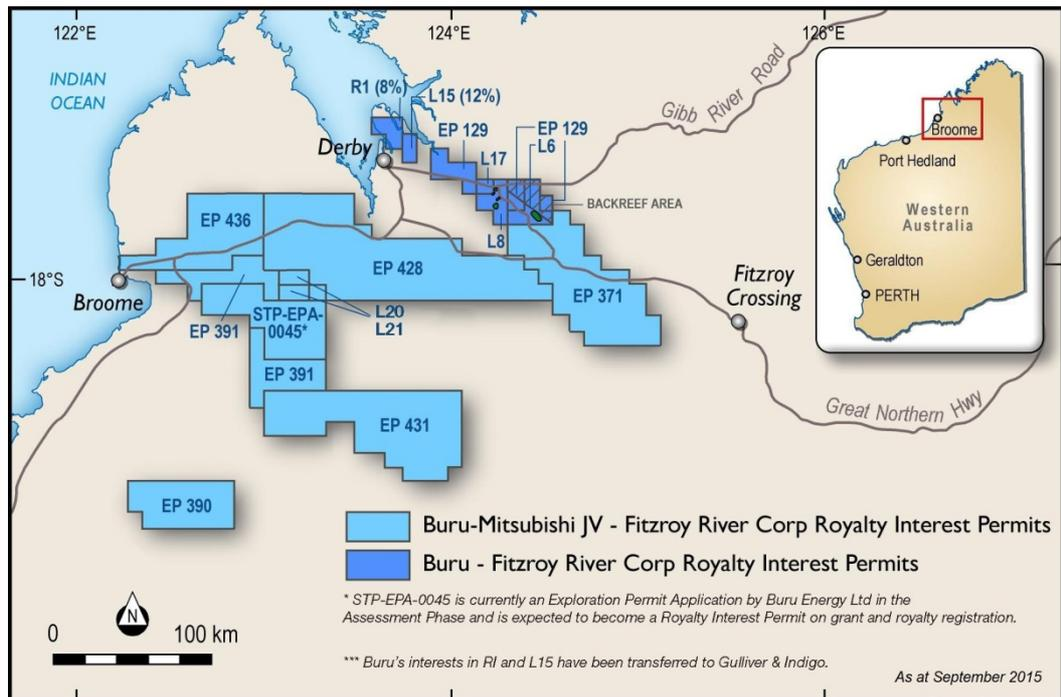 122°E
124°E
126°E
INDIAN
OCEAN
R1 (8%)
L15 (12%)
EP 129
EP 129
L6
L17
Gibb River Road
Derby
BACKREEF AREA
L8
EP 436
EP 428
EP 371
18°S
Broome
EP 391
L20
L21
STP-EPA-
0045*
EP 391
EP 431
EP 390
Fitzroy
Crossing
Great Northern Hwy
Broome
Port Hedland
Western
Australia
Geraldton
PERTH
Buru-Mitsubishi JV - Fitzroy River Corp Royalty Interest Permits
Buru - Fitzroy River Corp Royalty Interest Permits
* STP-EPA-0045 is currently an Exploration Permit Application by Buru Energy Ltd in the
Assessment Phase and is expected to become a Royalty Interest Permit on grant and royalty registration.
*** Buru's interests in RI and L15 have been transferred to Gulliver & Indigo.
As at September 2015
N
0
100 km